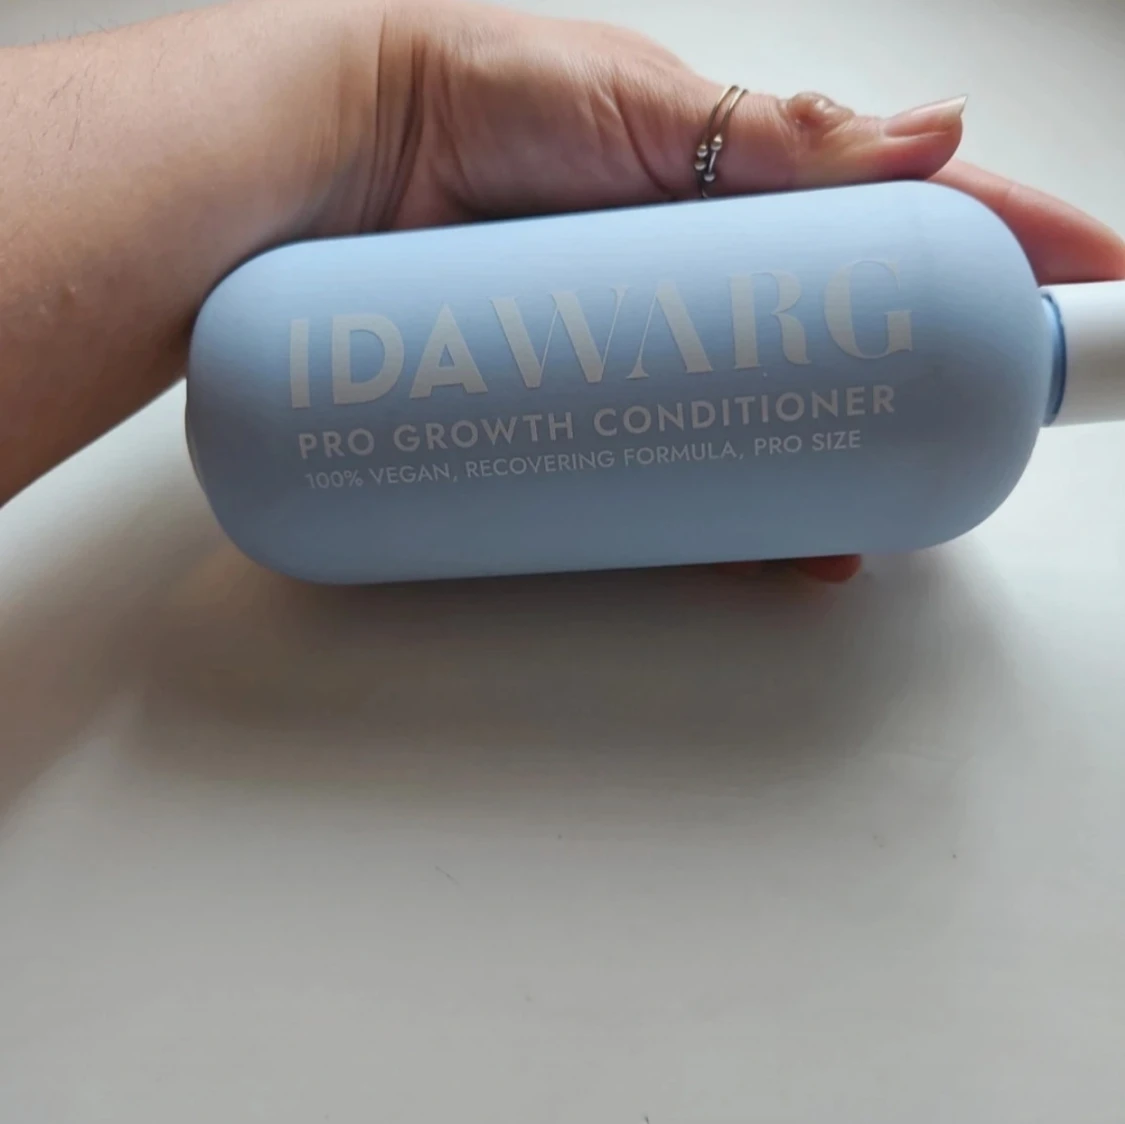 IDAWARG
PRO GROWTH CONDITIONER
100% VEGAN, RECOVERING FORMULA, PRO SIZE